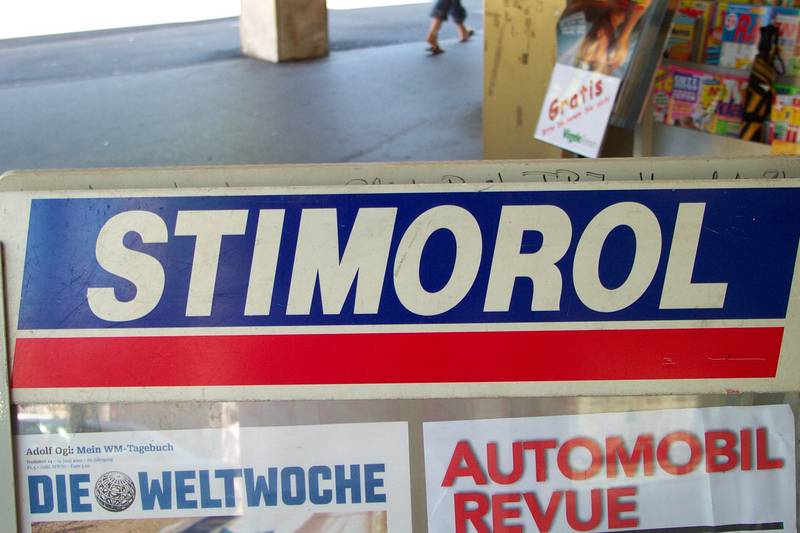 Gratis
STIMOROL
Adolf Ogi: Mein WM-Tagebuch
DIE WELTWOCHE
AUTOMOBIL
REVUE